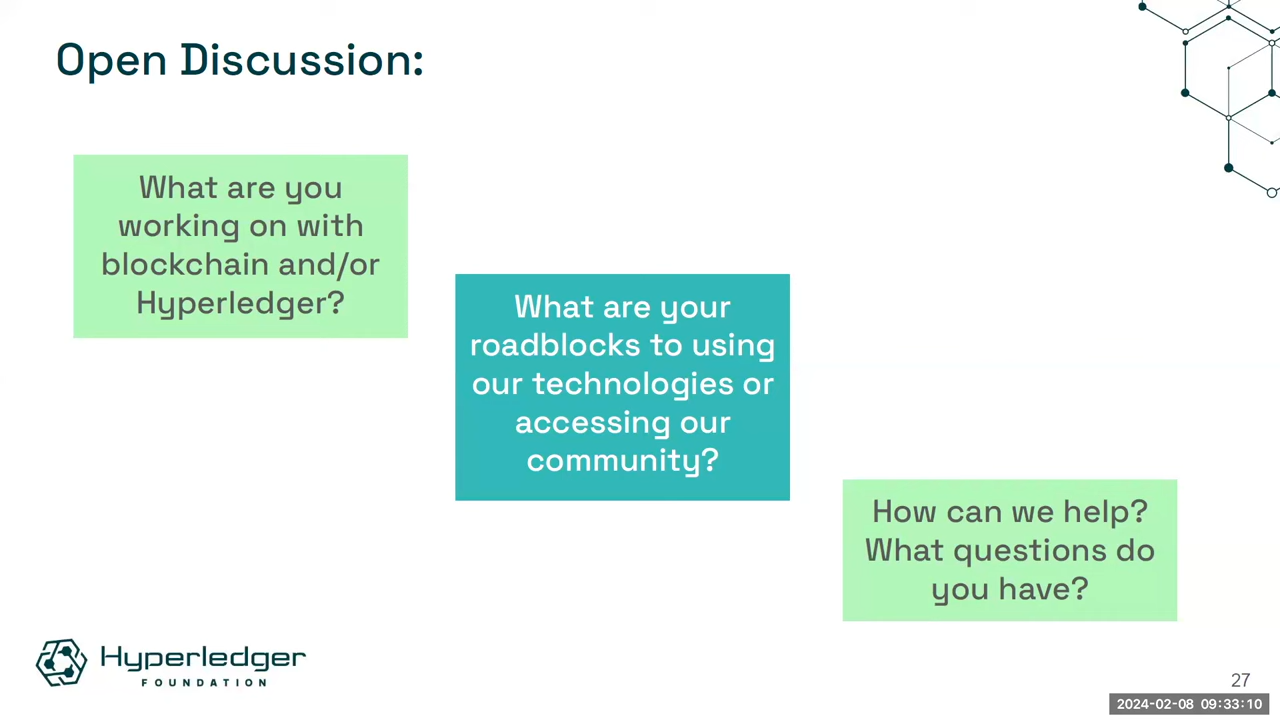 Open Discussion:
What are you
working on with
blockchain and/or
Hyperledger?
What are your
roadblocks to using
our technologies or
accessing our
community?
How can we help?
What questions do
you have?
Hyperledger
FOUNDATION
27
2024-02-08 09:33:10